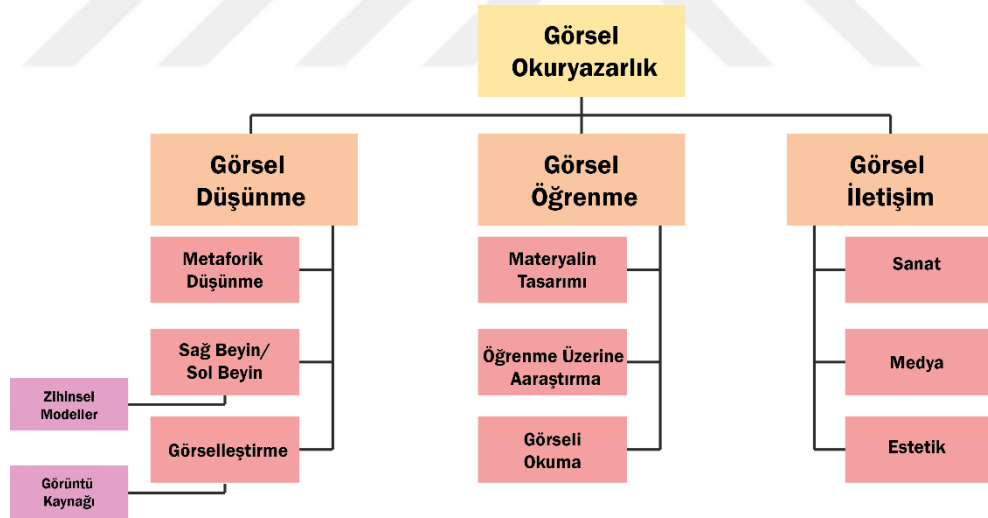 Görsel
Okuryazarlık
Görsel
Düşünme
Metaforik
Düşünme
Sağ Beyin/
Sol Beyin
Zlhinsel
Modeller
Görselleştirme
Görüntü
Kaynağı
Görsel
Öğrenme
Materyalin
Tasarımı
Öğrenme Üzerine
Aaraştırma
Görseli
Okuma
Görsel
İletişim
Sanat
Medya
Estetik